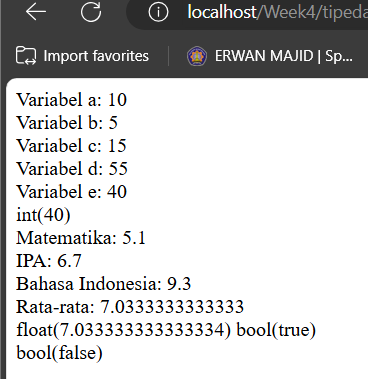 localhost/Week4/tipeda
Import favorites
ERWAN MAJID | Sp...
Variabel a: 10
Variabel b: 5
Variabel c: 15
Variabel d: 55
Variabel e: 40
int(40)
Matematika: 5.1
IPA: 6.7
Bahasa Indonesia: 9.3
Rata-rata: 7.0333333333333
float(7.033333333333334) bool(true)
bool(false)